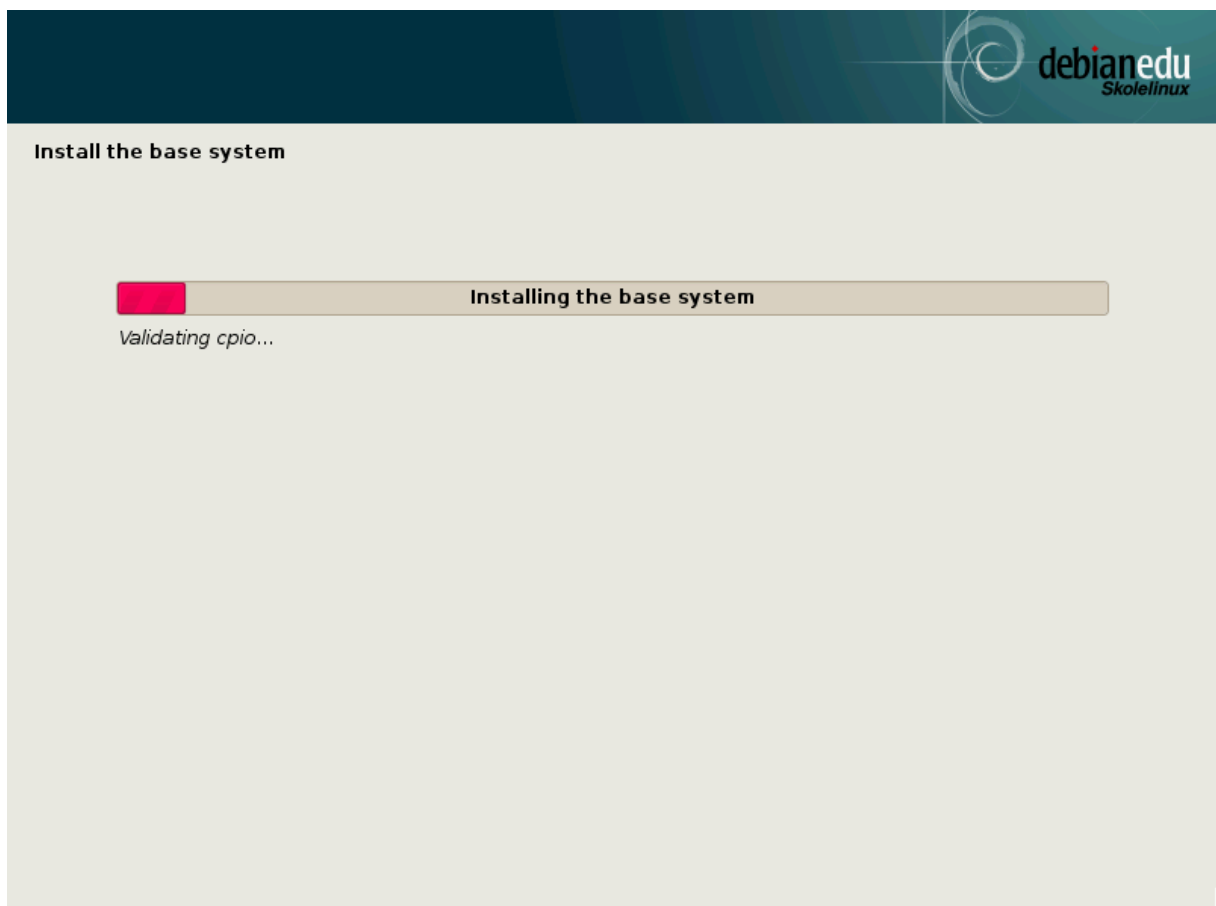 debianedu
Skolelinux
Install the base system
Installing the base system
Validating cpio...